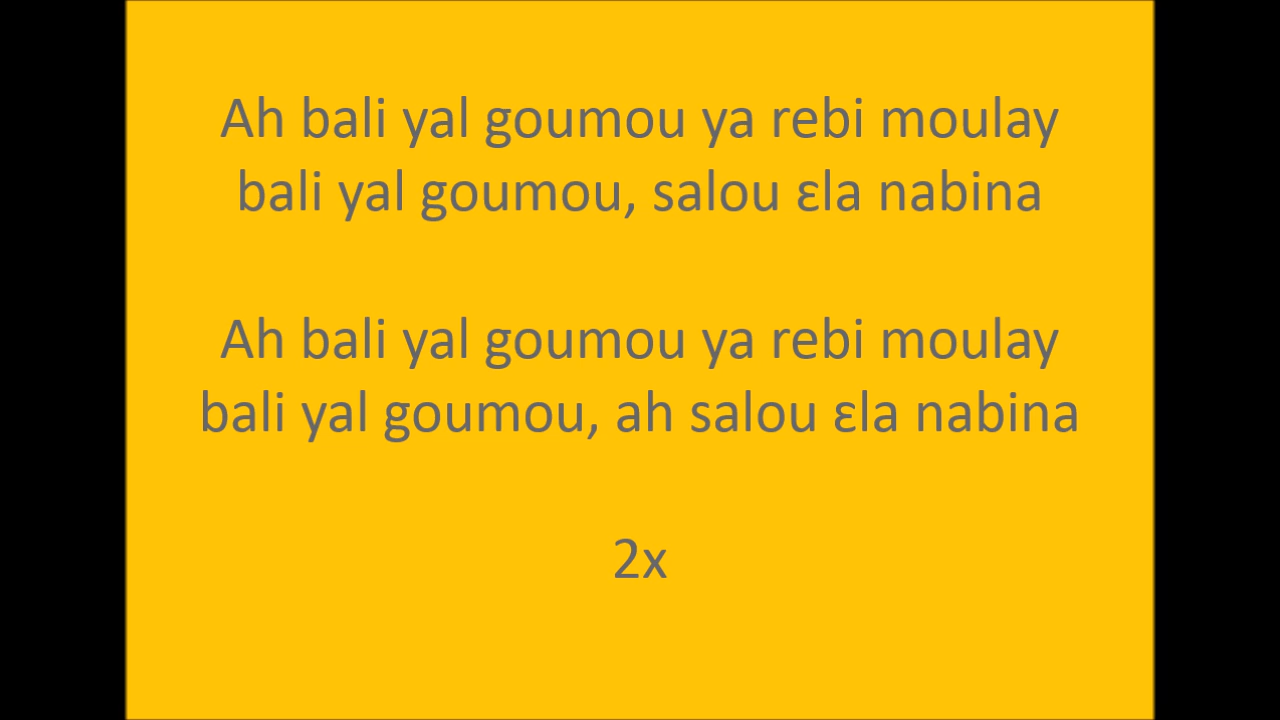 Ah bali yal goumou ya rebi moulay
bali yal goumou, salou ɛla nabina
Ah bali yal goumou ya rebi moulay
bali yal goumou, ah salou ɛla nabina
2x